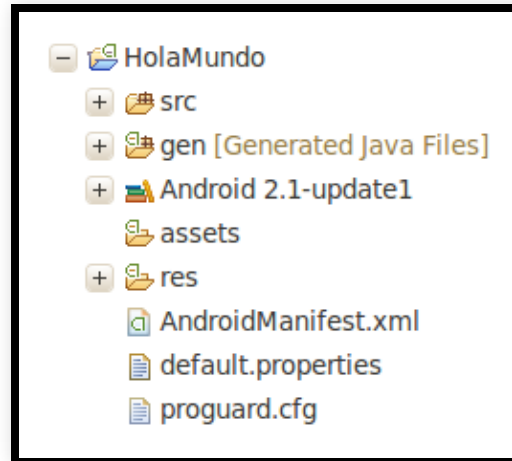 HolaMundo
src
gen [Generated Java Files]
Android 2.1-update1
assets
res
AndroidManifest.xml
default.properties
proguard.cfg